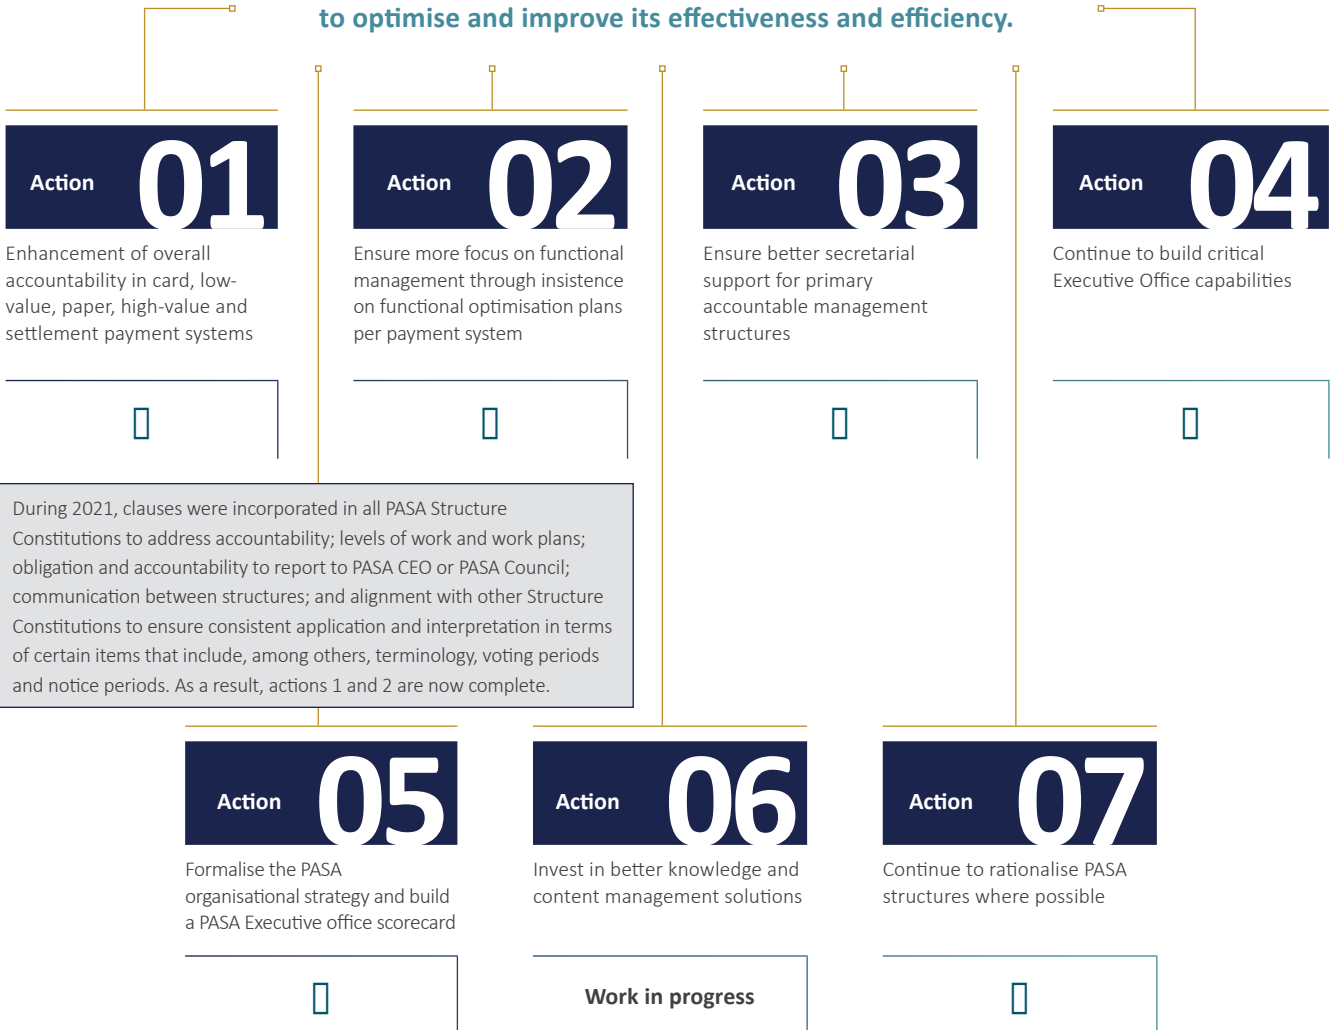 to optimise and improve its effectiveness and efficiency.
Action 01
Enhancement of overall
accountability in card, low-
value, paper, high-value and
settlement payment systems
Action 02
Ensure more focus on functional
management through insistence
on functional optimisation plans
per payment system
Action 03
Ensure better secretarial
support for primary
accountable management
structures
Action 04
Continue to build critical
Executive Office capabilities
During 2021, clauses were incorporated in all PASA Structure
Constitutions to address accountability; levels of work and work plans;
obligation and accountability to report to PASA CEO or PASA Council;
communication between structures; and alignment with other Structure
Constitutions to ensure consistent application and interpretation in terms
of certain items that include, among others, terminology, voting periods
and notice periods. As a result, actions 1 and 2 are now complete.
Action 05
Formalise the PASA
organisational strategy and build
a PASA Executive office scorecard
Action 06
Invest in better knowledge and
content management solutions
Work in progress
Action 07
Continue to rationalise PASA
structures where possible